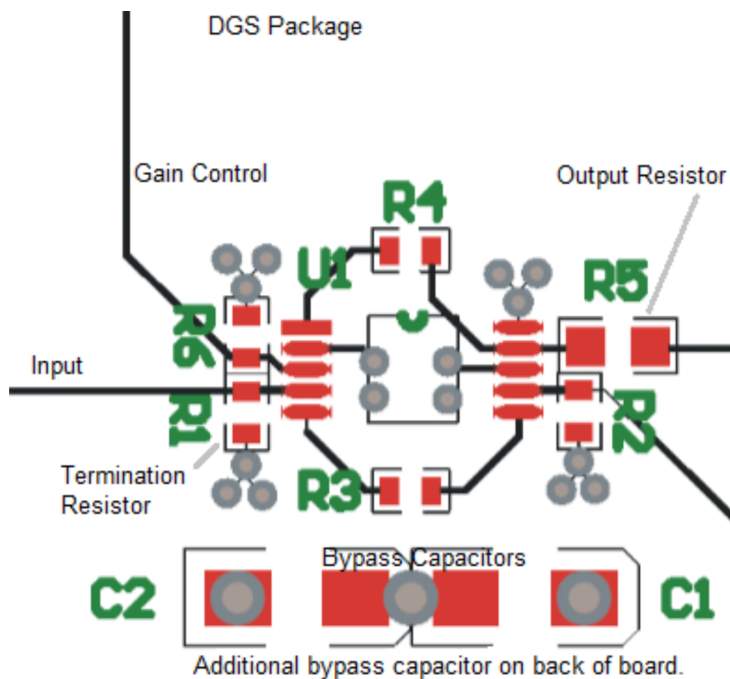 DGS Package
Gain Control
Output Resistor
R4
U1
R5
R6
Input
R1
R2
Termination
Resistor
R3
Bypass Capacitors
C2
C1
Additional bypass capacitor on back of board.